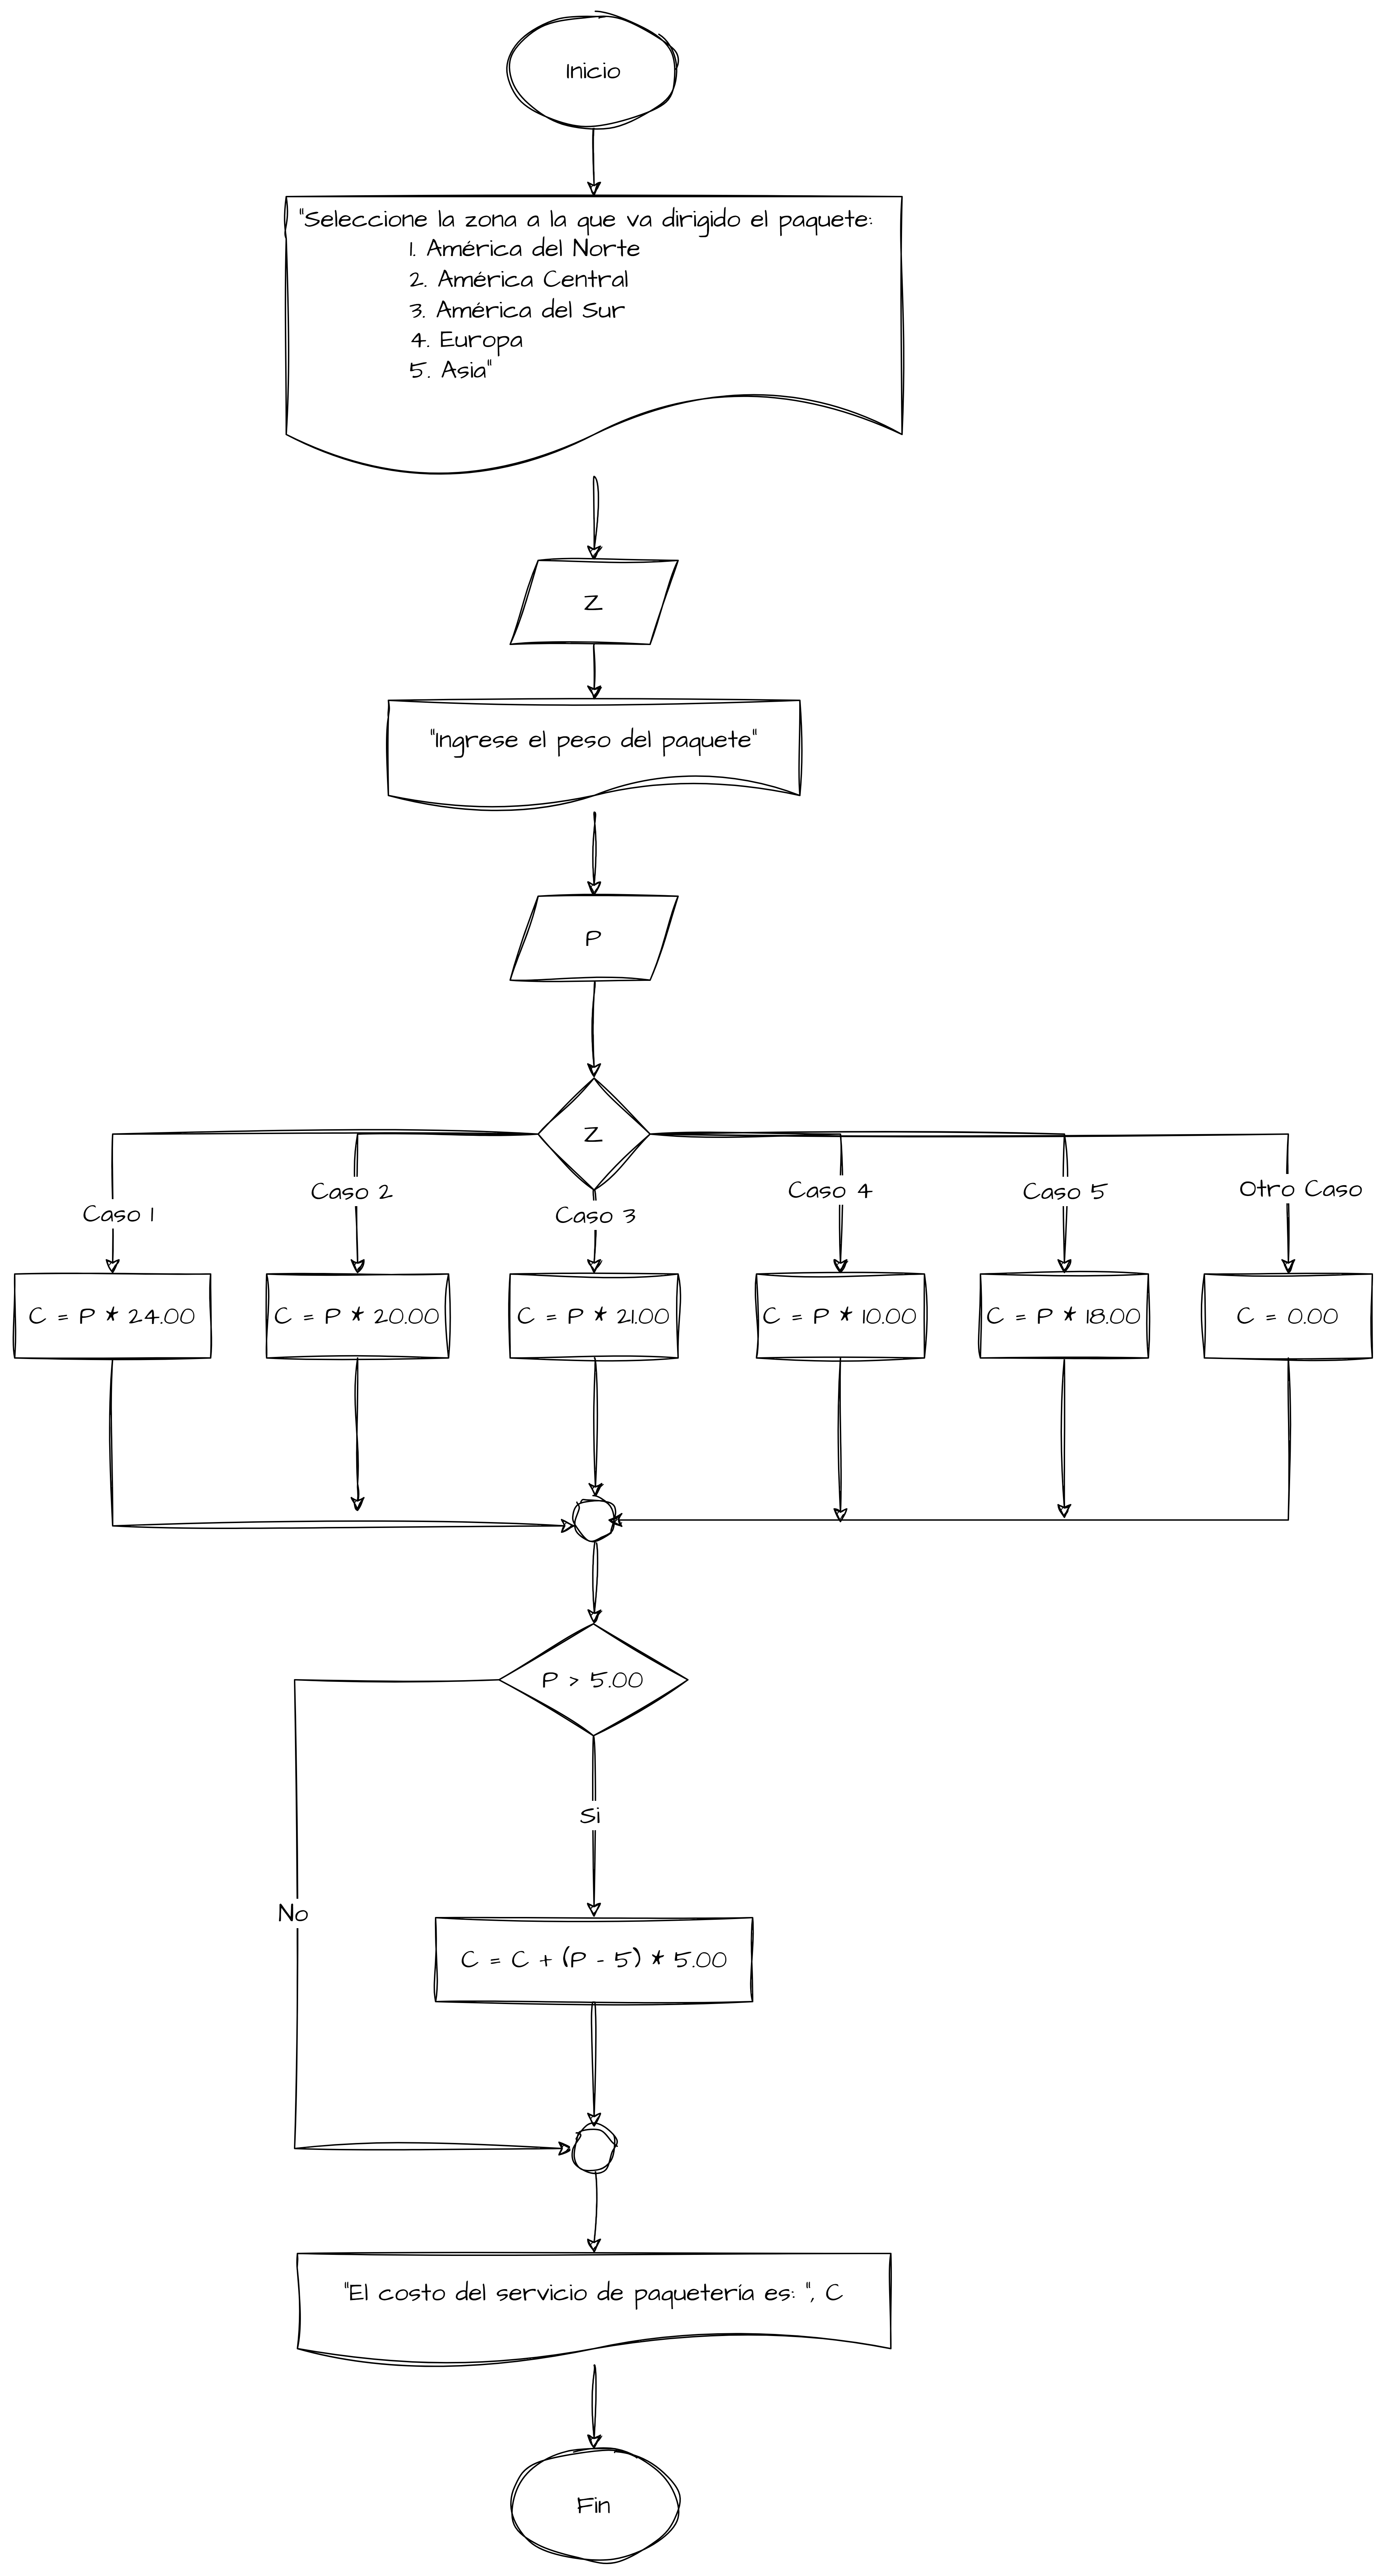 Inicio
"Seleccione la zona a la que va dirigido el paquete:
1. América del Norte
2. América Central
3. América del Sur
4. Europa
5. Asia"
Z
"Ingrese el peso del paquete"
P
Z
Caso 1
Caso 2
Caso 3
Caso 4
Caso 5
Otro Caso
C = P * 24.00
C = P * 20.00
C = P * 21.00
C = P * 10.00
C = P * 18.00
C = 0.00
P > 5.00
Si
No
C = C + (P - 5) * 5.00
"El costo del servicio de paquetería es: ", C
Fin